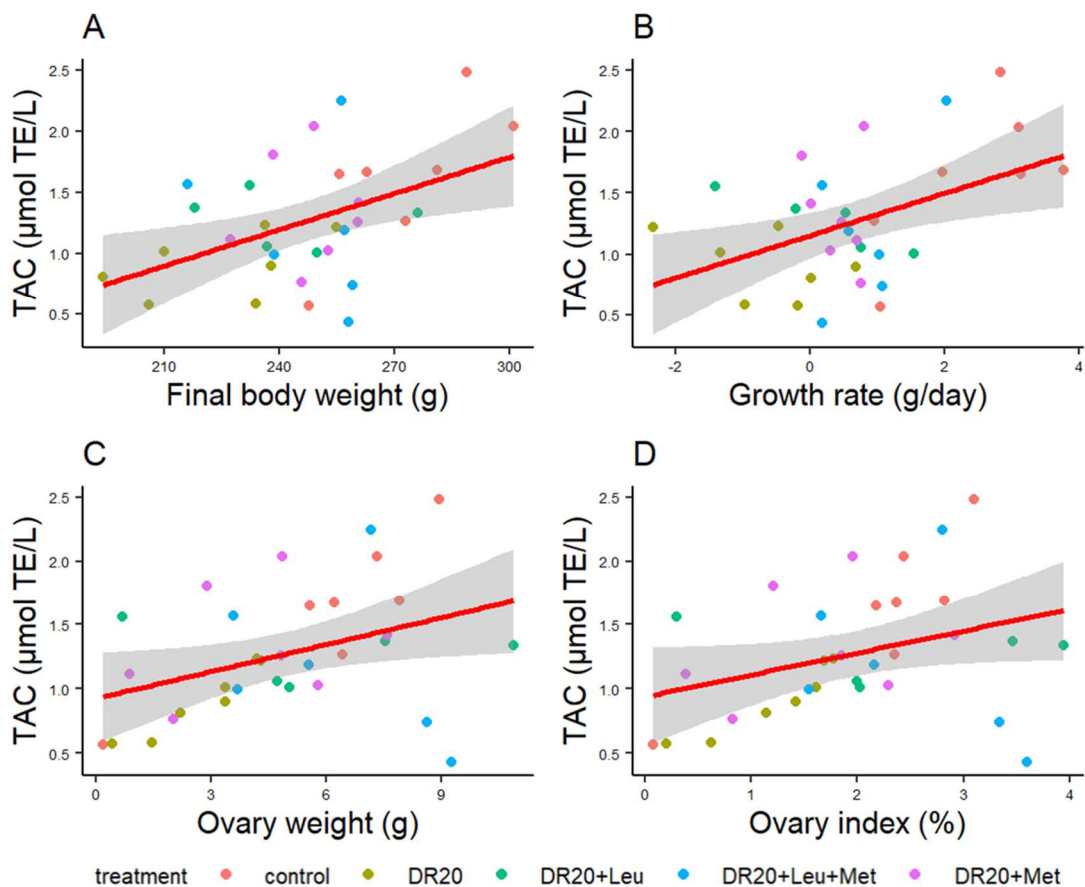 A
TAC (µmol TE/L)
2.5
2.0
1.5
1.0
0.5
210 240 270 300
Final body weight (g)
B
TAC (µmol TE/L)
2.5
2.0
1.5
1.0
0.5
-2 0 2 4
Growth rate (g/day)
C
TAC (µmol TE/L)
2.5
2.0
1.5
1.0
0.5
0 3 6 9
Ovary weight (g)
D
TAC (µmol TE/L)
2.5
2.0
1.5
1.0
0.5
0 1 2 3 4
Ovary index (%)
treatment control DR20 DR20+Leu DR20+Leu+Met DR20+Met